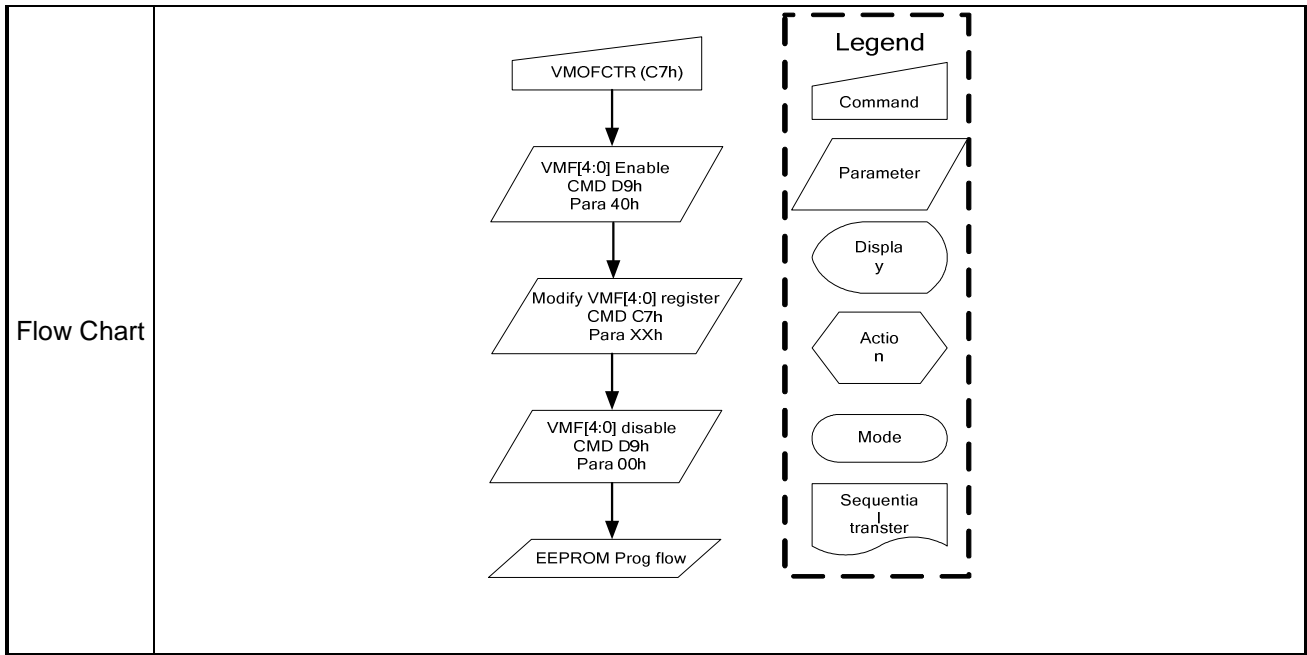 Flow Chart
VMOFCTR (C7h)
VMF[4:0] Enable
CMD D9h
Para 40h
Modify VMF[4:0] register
CMD C7h
Para XXh
VMF[4:0] disable
CMD D9h
Para 00h
EEPROM Prog flow
Legend
Command
Parameter
Displa
y
Actio
n
Mode
Sequentia
l
transter